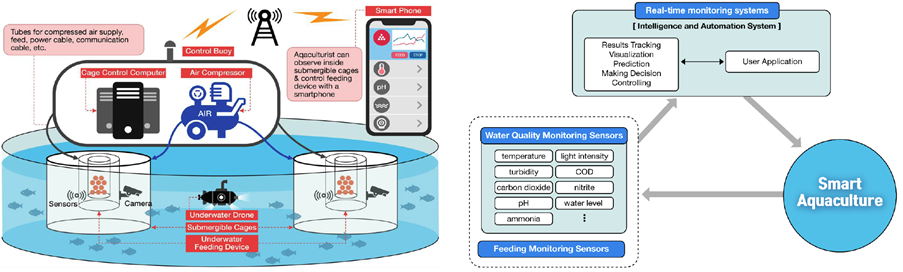 Tubes for compressed air supply,
feed, power cable, communication
cable, etc.
Control Buoy
Smart Phone
Aqaculturist can
observe inside
submergible cages
& control feeding
device with a
smartphone
FEED
STOP
pH
Cage Control Computer
Air Compressor
AIR
Sensors
Camera
Underwater Drone
Submergible Cages
Underwater
Feeding Device
Real-time monitoring systems
[ Intelligence and Automation System ]
Results Tracking
Visualization
Prediction
Making Decision
Controlling
User Application
Water Quality Monitoring Sensors
temperature
light intensity
turbidity
COD
carbon dioxide
nitrite
pH
water level
ammonia
⋮
Feeding Monitoring Sensors
Smart
Aquaculture